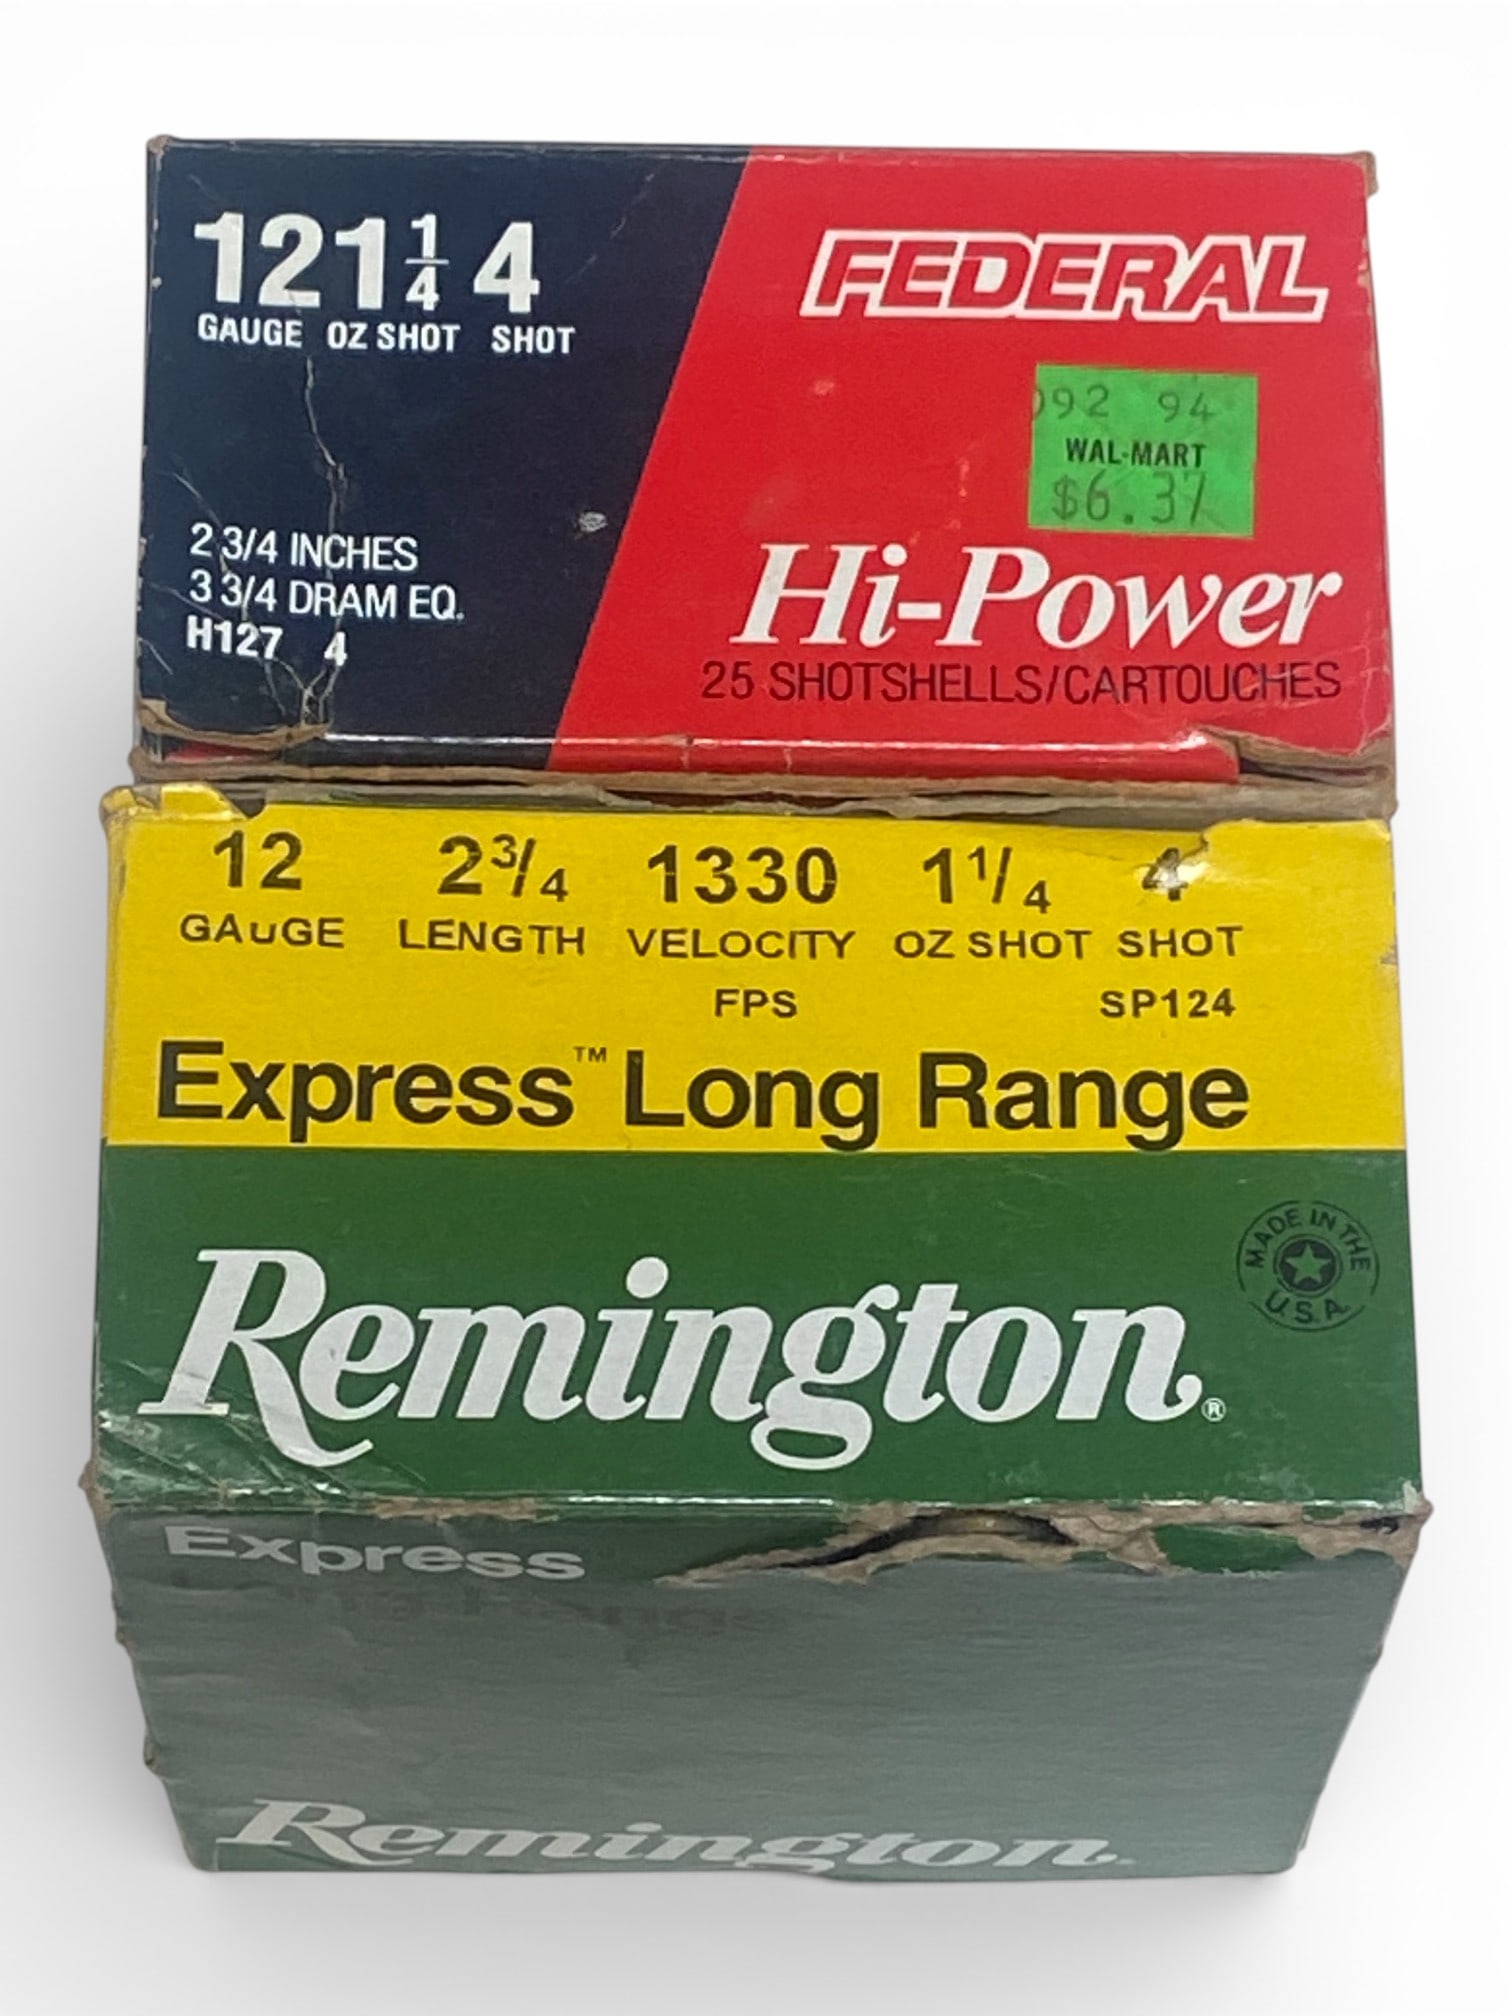 12 1 1/4 4
GAUGE OZ SHOT SHOT
FEDERAL
92 94
WAL-MART
$6.37
2 3/4 INCHES
3 3/4 DRAM EQ.
H127 4
Hi-Power
25 SHOTSHELLS/CARTOUCHES
12 2 3/4 1330 1 1/4 4
GAUGE LENGTH VELOCITY OZ SHOT SHOT
FPS SP124
Express™ Long Range
MADE IN THE U.S.A.
Remington®
Express
Remington.